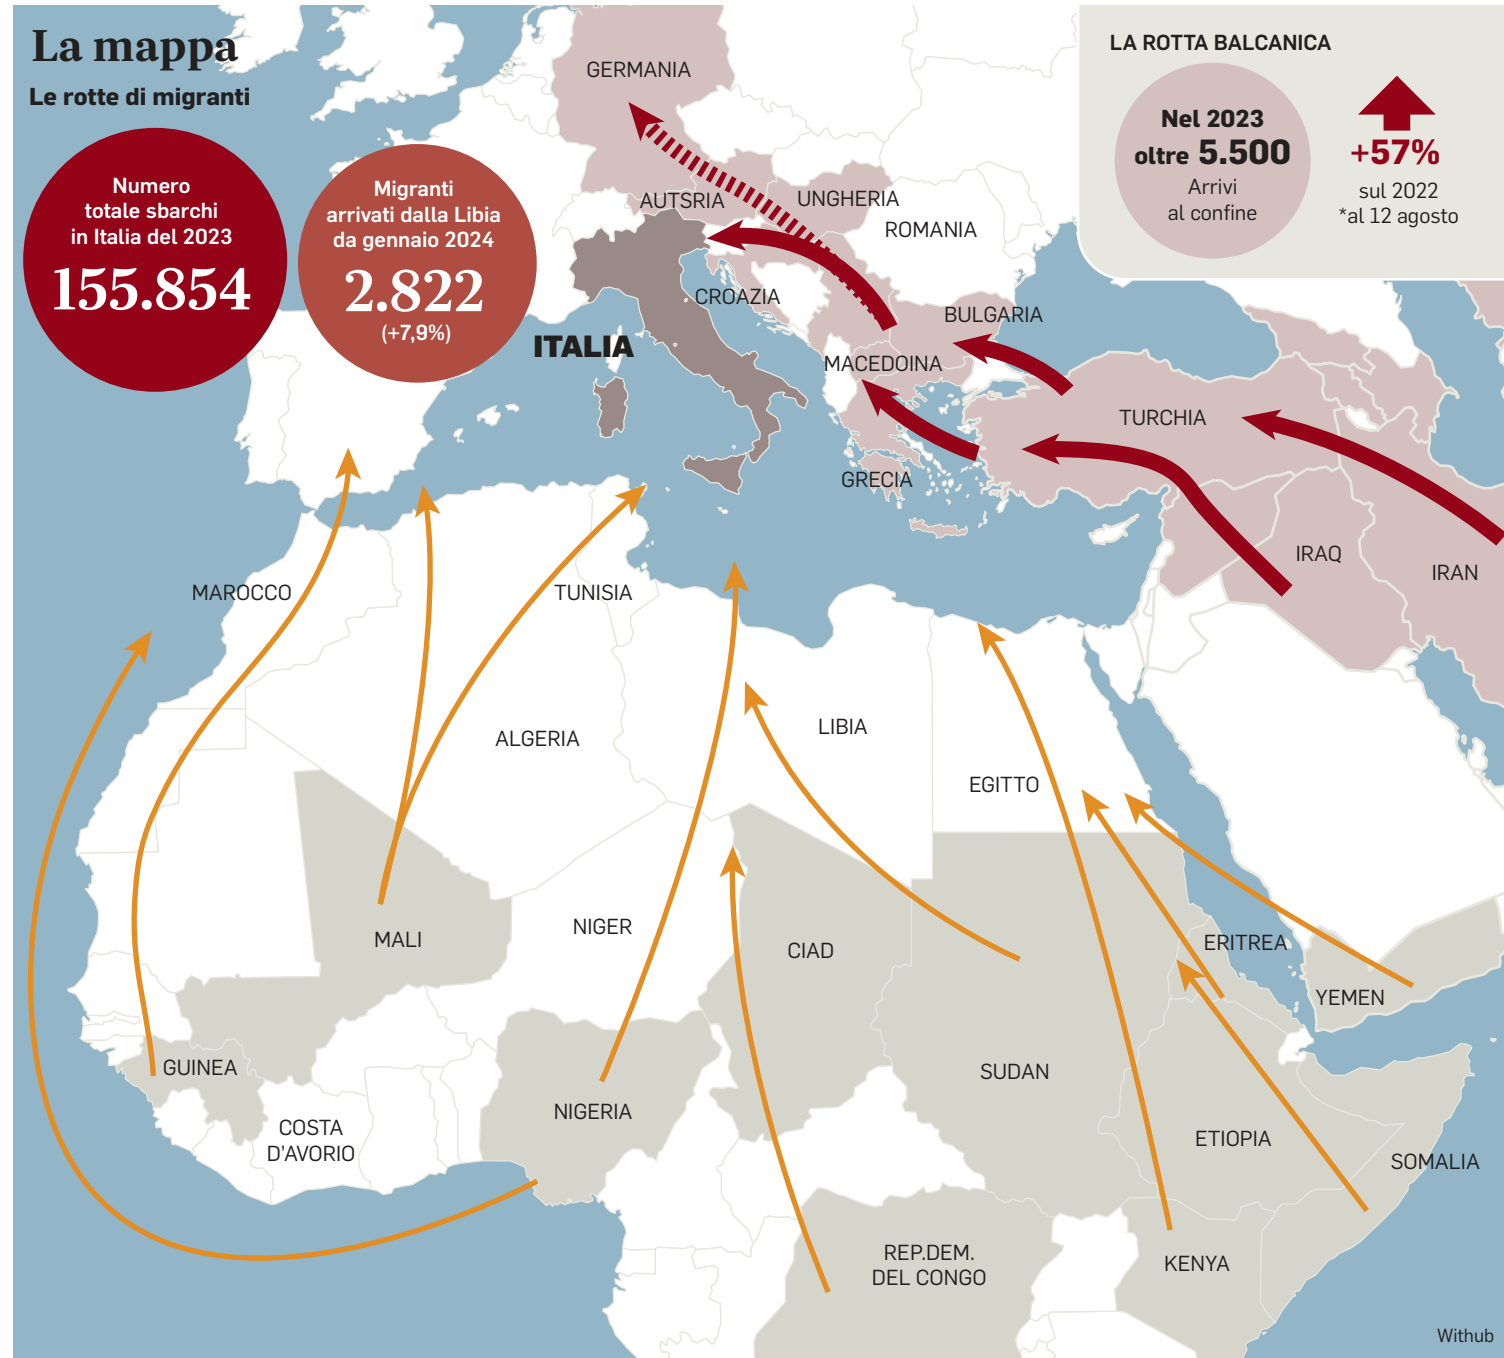 La mappa
Le rotte di migranti
Numero
totale sbarchi
in Italia del 2023
155.854
Migranti
arrivati dalla Libia
da gennaio 2024
2.822
(+7,9%)
LA ROTTA BALCANICA
Nel 2023
oltre 5.500
Arrivi
al confine
+57%
sul 2022
*al 12 agosto
GERMANIA
AUTSRIA
UNGHERIA
ROMANIA
CROAZIA
BULGARIA
ITALIA
MACEDOINA
TURCHIA
GRECIA
IRAQ
IRAN
MAROCCO
TUNISIA
ALGERIA
LIBIA
EGITTO
MALI
NIGER
CIAD
ERITREA
YEMEN
GUINEA
SUDAN
NIGERIA
COSTA
D'AVORIO
ETIOPIA
SOMALIA
REP.DEM.
DEL CONGO
KENYA
Withub